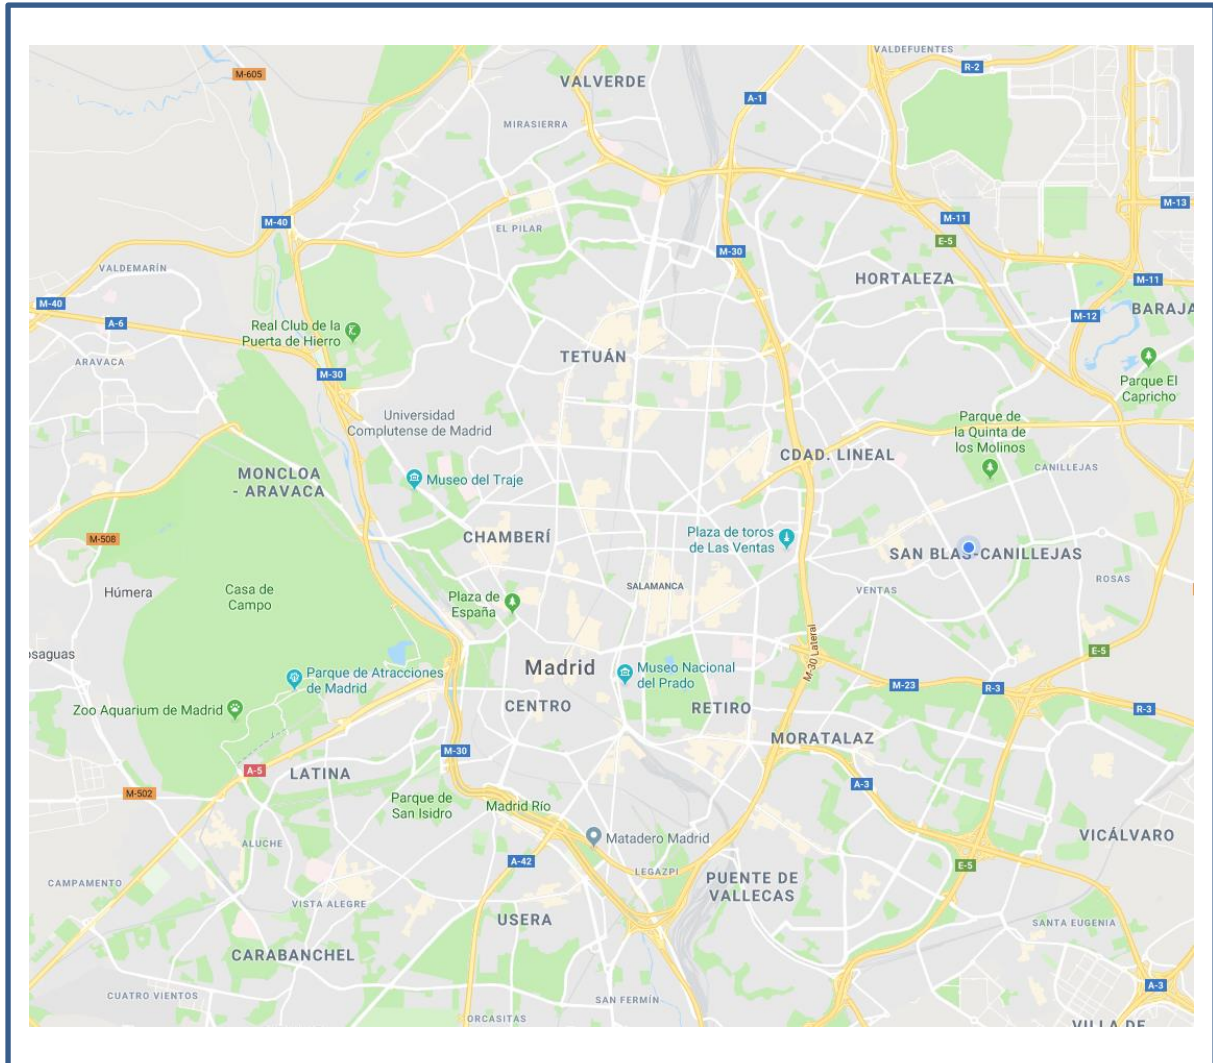 VALDEFUENTES
R-2
M-605
VALVERDE
A-1
MIRASIERRA
M-13
M-40
M-11
EL PILAR
E-5
M-30
VALDEMARÍN
HORTALEZA
M-11
M-40
BARAJA
M-12
A-6
Real Club de la
Puerta de Hierro
TETUÁN
ARAVACA
M-30
Parque El
Capricho
Universidad
Complutense de Madrid
Parque de
la Quinta de
los Molinos
CDAD. LINEAL
CANILLEJAS
MONCLOA
- ARAVACA
Museo del Traje
CHAMBERÍ
Plaza de toros
de Las Ventas
M-508
SAN BLAS-CANILLEJAS
ROSAS
Húmera
Casa de
Campo
SALAMANCA
VENTAS
Plaza de
España
M-30 Lateral
osaguas
E-5
Madrid
Museo Nacional
del Prado
Parque de Atracciones
de Madrid
M-23
R-3
Zoo Aquarium de Madrid
CENTRO
RETIRO
R-3
MORATALAZ
M-30
A-5
LATINA
A-3
M-502
Parque de
San Isidro
Madrid Río
Matadero Madrid
VICÁLVARO
ALUCHE
A-42
E-5
LEGAZPI
CAMPAMENTO
PUENTE DE
VALLECAS
VISTA ALEGRE
USERA
SANTA EUGENIA
CARABANCHEL
A-3
CUATRO VIENTOS
SAN FERMÍN
ORCASITAS
VILLA DE